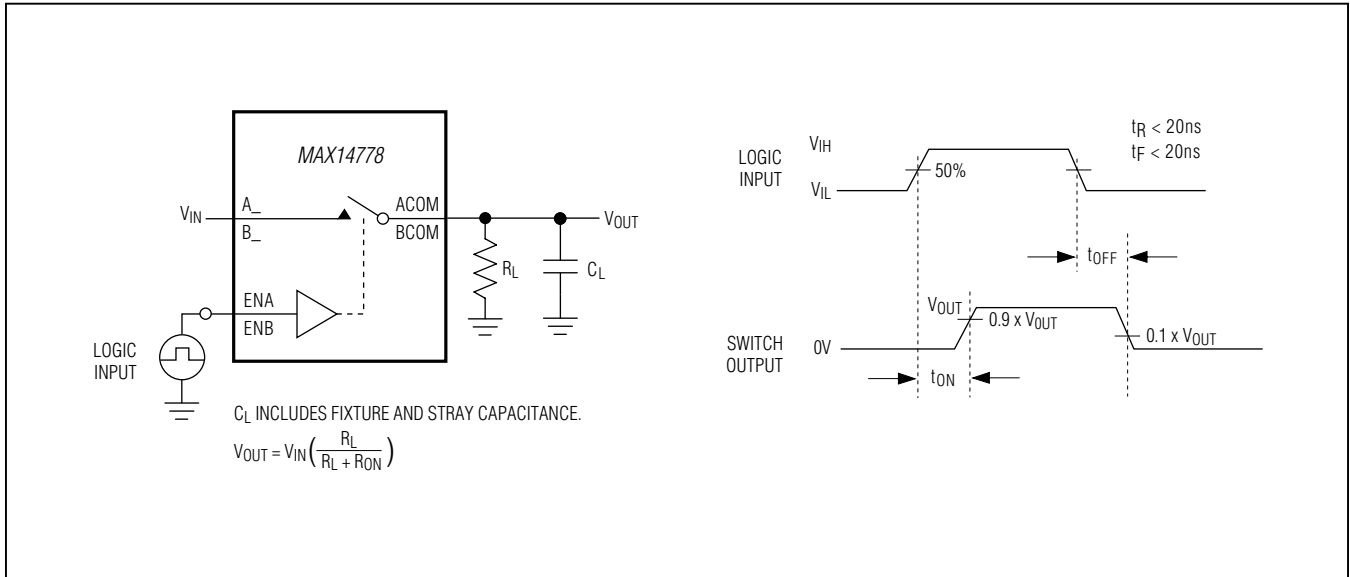 MAX14778
VIN
A_
B_
ACOM
BCOM
VOUT
RL
CL
ENA
ENB
LOGIC
INPUT
CL INCLUDES FIXTURE AND STRAY CAPACITANCE.
VOUT = VIN(RL / RL + RON)
tR < 20ns
tF < 20ns
LOGIC
INPUT
VIH
VIL
50%
tOFF
SWITCH
OUTPUT
VOUT
0V
0.9 x VOUT
0.1 x VOUT
tON